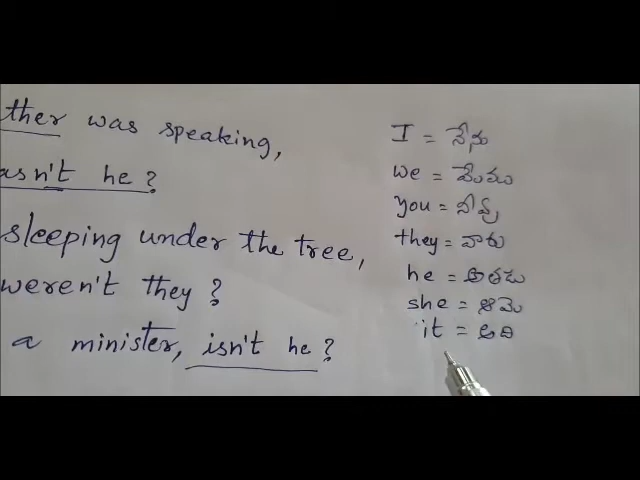 ther was speaking,
asn't he?
sleeping under the tree,
weren't they?
a minister, isn't he?
I = నేను
we = మేము
you = నీవు
they = వారు
he = అతడు
she = ఆమె
it = అది